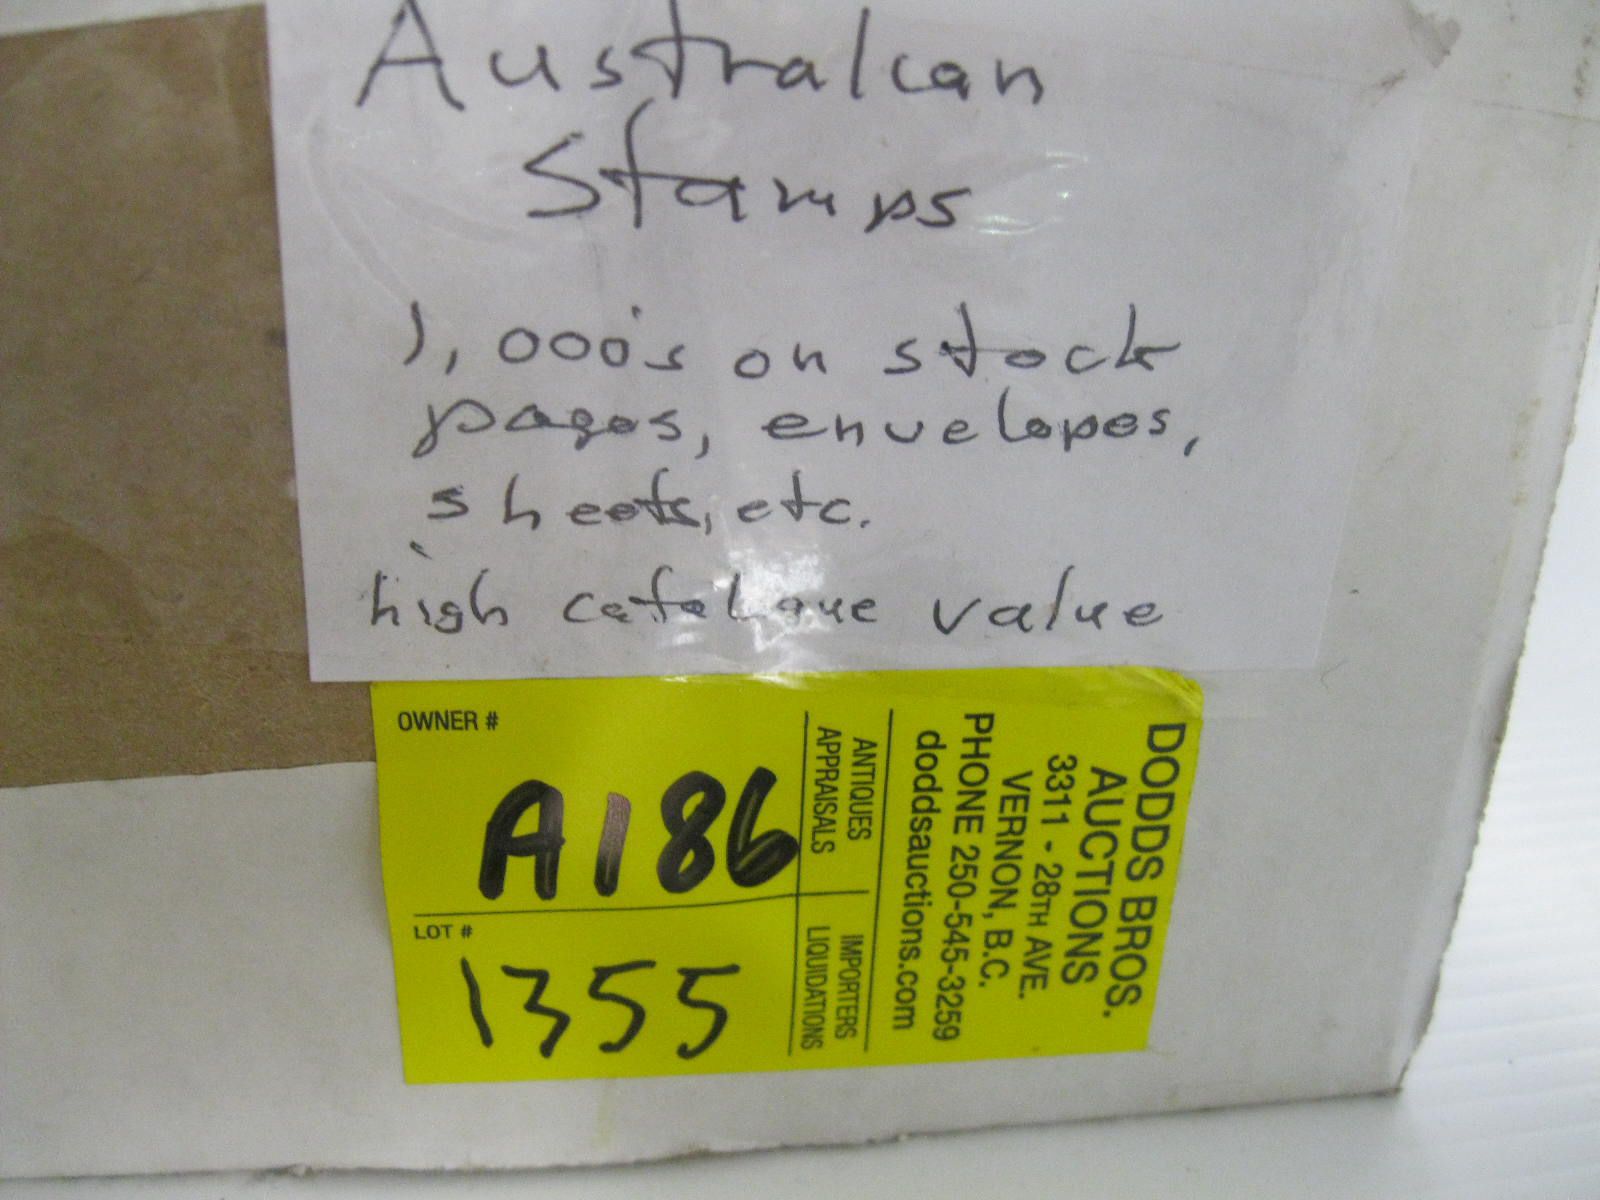 Australian
Stamps
1,000's on stock
pages, envelopes,
sheets, etc.
high catalogue value
OWNER #
A186
LOT #
1355
ANTIQUES
APPRAISALS
IMPORTERS
LIQUIDATIONS
DODDS BROS.
AUCTIONS
3311 - 28TH AVE.
VERNON, B.C.
PHONE 250-545-3259
doddsauctions.com